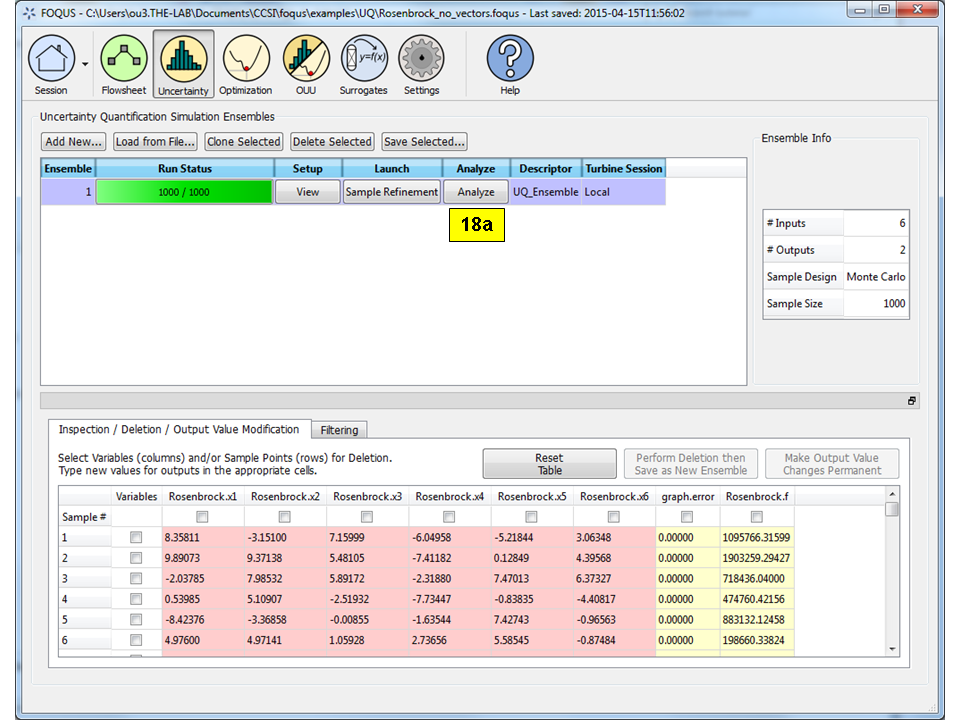 FOQUS - C:\Users\ou3.THE-LAB\Documents\CCSI\foqus\examples\UQ\Rosenbrock_no_vectors.foqus - Last saved: 2015-04-15T11:56:02
Session Flowsheet Uncertainty Optimization OUU Surrogates Settings Help
y=f(x)
Uncertainty Quantification Simulation Ensembles
Add New... Load from File... Clone Selected Delete Selected Save Selected...
Ensemble Run Status Setup Launch Analyze Descriptor Turbine Session
1 1000 / 1000 View Sample Refinement Analyze UQ_Ensemble Local
18a
Ensemble Info
# Inputs 6
# Outputs 2
Sample Design Monte Carlo
Sample Size 1000
Inspection / Deletion / Output Value Modification Filtering
Select Variables (columns) and/or Sample Points (rows) for Deletion.
Type new values for outputs in the appropriate cells.
Reset
Table
Perform Deletion then
Save as New Ensemble
Make Output Value
Changes Permanent
Variables Rosenbrock.x1 Rosenbrock.x2 Rosenbrock.x3 Rosenbrock.x4 Rosenbrock.x5 Rosenbrock.x6 graph.error Rosenbrock.f
Sample #
1 8.35811 -3.15100 7.15999 -6.04958 -5.21844 3.06348 0.00000 1095766.31599
2 9.89073 9.37138 5.48105 -7.41182 0.12849 4.39568 0.00000 1903259.29427
3 -2.03785 7.98532 5.89172 -2.31880 7.47013 6.37327 0.00000 718436.04000
4 0.53985 5.10907 -2.51932 -7.73447 -0.83835 -4.40817 0.00000 474760.42156
5 -8.42376 -3.36858 -0.00855 -1.63544 7.42743 -0.96563 0.00000 883132.12458
6 4.97600 4.97141 1.05928 2.73656 5.58545 -0.87484 0.00000 198660.33824